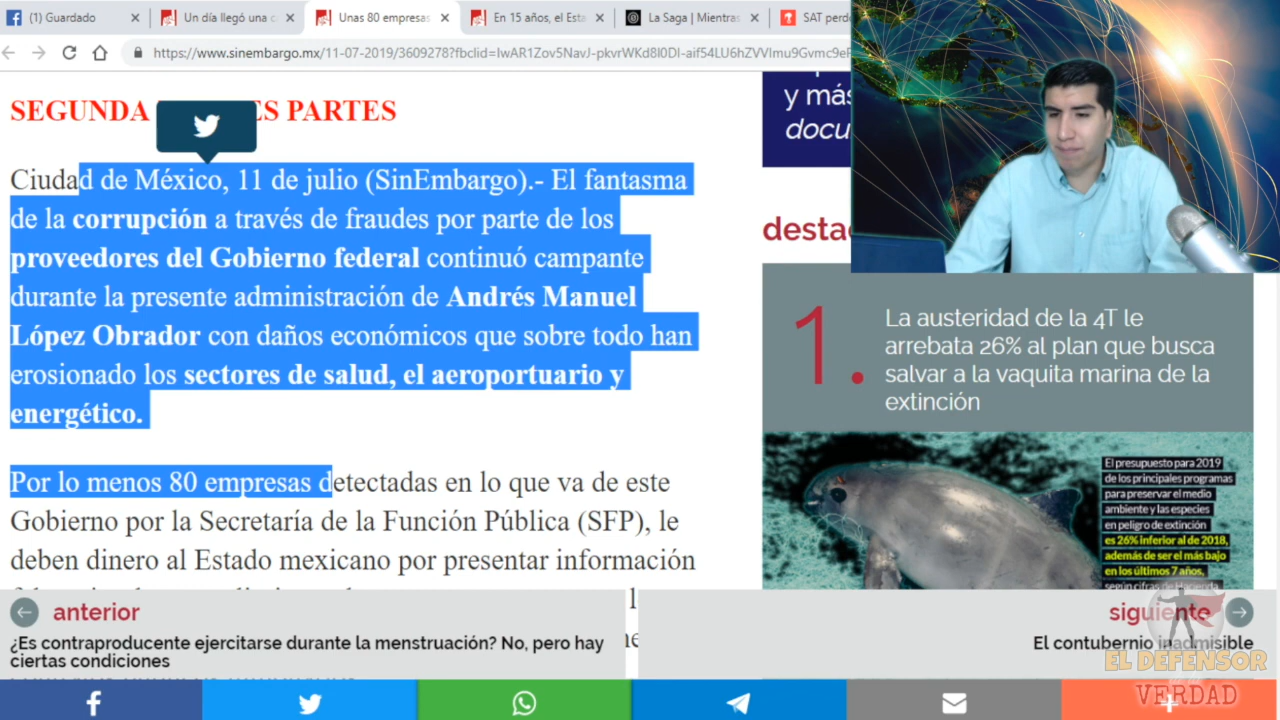 (1) Guardado
Un día llegó una c
Unas 80 empresas
En 15 años, el Esta
La Saga | Mientras
SAT perdo
https://www.sinembargo.mx/11-07-2019/3609278?fbclid=IwAR1Zov5NavJ-pkvrWKd8l0DI-aif54LU6hZVVlmu9Gvmc9eR
SEGUNDA ES PARTES
Ciudad de México, 11 de julio (SinEmbargo).- El fantasma
de la corrupción a través de fraudes por parte de los
proveedores del Gobierno federal continuó campante
durante la presente administración de Andrés Manuel
López Obrador con daños económicos que sobre todo han
erosionado los sectores de salud, el aeroportuario y
energético.
Por lo menos 80 empresas detectadas en lo que va de este
Gobierno por la Secretaría de la Función Pública (SFP), le
deben dinero al Estado mexicano por presentar información
y más
docu
desta
1.
La austeridad de la 4T le
arrebata 26% al plan que busca
salvar a la vaquita marina de la
extinción
El presupuesto para 2019
de los principales programas
para preservar el medio
ambiente y las especies
en peligro de extinción
es 26% inferior al de 2018,
además de ser el más bajo
en los últimos 7 años,
según cifras de Hacienda
anterior
¿Es contraproducente ejercitarse durante la menstruación? No, pero hay
ciertas condiciones
siguiente
El contubernio inadmisible
EL DEFENSOR
VERDAD